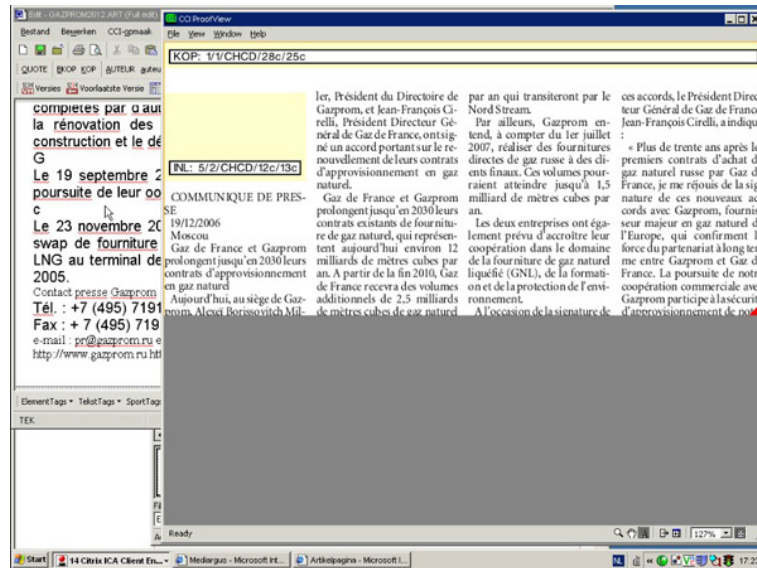 Edit - GAZPROM2012.ART (Full edit)
Bestand Bewerken CCI-opmaak
QUOTE BKOP KOP AUTEUR auteu
Versies Voorlaatste Versie
complétés par d'aut
la rénovation des
construction et le dé
G
Le 19 septembre 2
poursuite de leur oo
c
Le 23 novembre 20
swap de fourniture
LNG au terminal de
2005.
Contact presse Gazprom
Tél. : +7 (495) 7191
Fax : + 7 (495) 719
e-mail : pr@gazprom.ru e
http://www.gazprom.ru htt
ElementTags TekstTags SportTag
TEK
CCI ProofView
File View Window Help
KOP: 1/1/CHCD/28c/25c
INL: 5/2/CHCD/12c/13c
COMMUNIQUE DE PRES-
SE
19/12/2006
Moscou
Gaz de France et Gazprom
prolongent jusqu'en 2030 leurs
contrats d'approvisionnement
en gaz naturel
Aujourd'hui, au siège de Gaz-
prom, Alexeï Borissovitch Mil-
ler, Président du Directoire de
Gazprom, et Jean-François Ci-
relli, Président Directeur Gé-
néral de Gaz de France, ont sig-
né un accord portant sur le re-
nouvellement de leurs contrats
d'approvisionnement en gaz
naturel.
Gaz de France et Gazprom
prolongent jusqu'en 2030 leurs
contrats existants de fournitu-
re de gaz naturel, qui représen-
tent aujourd'hui environ 12
milliards de mètres cubes par
an. A partir de la fin 2010, Gaz
de France recevra des volumes
additionnels de 2,5 milliards
de mètres cubes de gaz naturel
par an qui transiteront par le
Nord Stream.
Par ailleurs, Gazprom en-
tend, à compter du 1er juillet
2007, réaliser des fournitures
directes de gaz russe à des cli-
ents finaux. Ces volumes pour-
raient atteindre jusqu'à 1,5
milliard de mètres cubes par
an.
Les deux entreprises ont éga-
lement prévu d'accroître leur
coopération dans le domaine
de la fourniture de gaz naturel
liquéfié (GNL), de la formati-
on et de la protection de l'envi-
ronnement.
A l'occasion de la signature de
ces accords, le Président Direc
teur Général de Gaz de France
Jean-François Cirelli, a indiqu
:
« Plus de trente ans après le
premiers contrats d'achat d
gaz naturel russe par Gaz d
France, je me réjouis de la sig
nature de ces nouveaux ac
cords avec Gazprom, fournis
seur majeur en gaz naturel d
l'Europe, qui confirment l
force du partenariat à long ter
me entre Gazprom et Gaz d
France. La poursuite de notr
coopération commerciale ave
Gazprom participe à la sécurit
d'approvisionnement de notr
Ready
127%
Start 14 Citrix ICA Client En... Mediargus - Microsoft Int... Artikelpagina - Microsoft I... NL 17:23